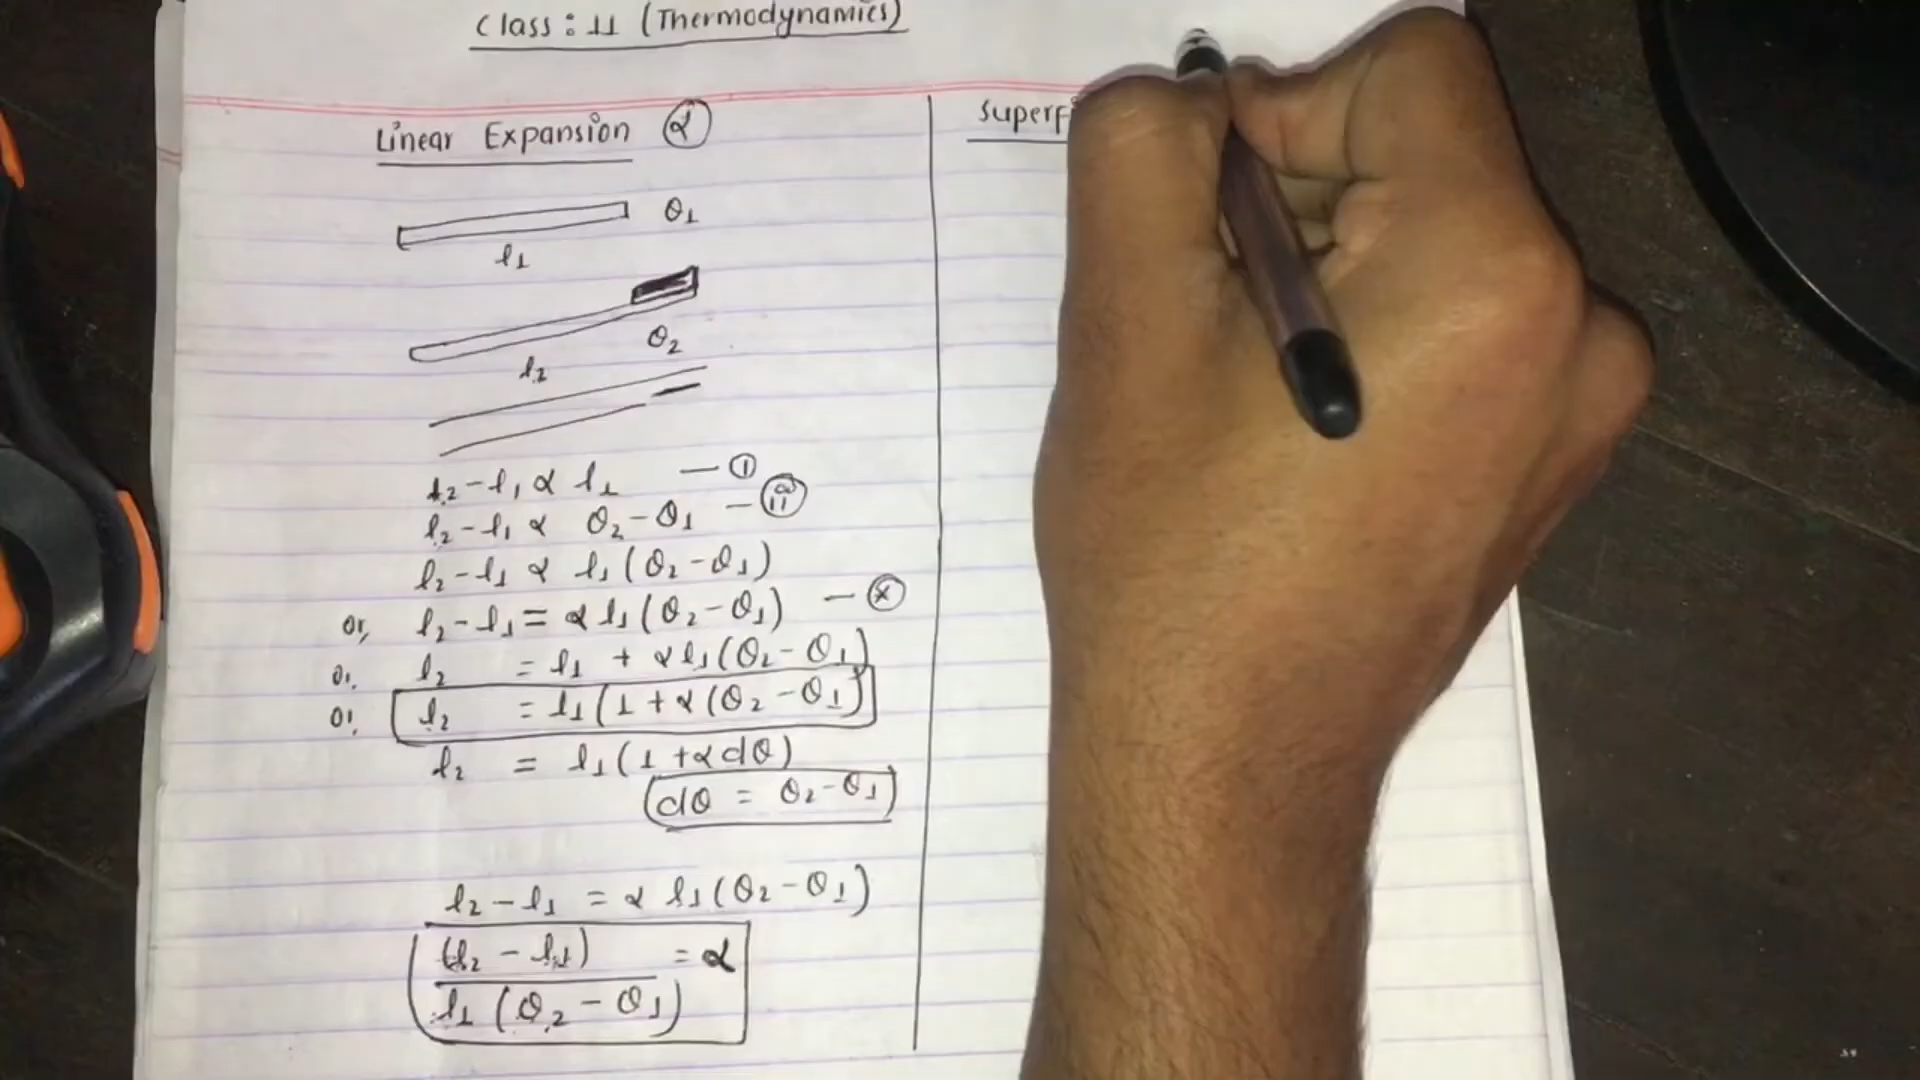 Class: 11 (Thermodynamics)
Linear Expansion α
θ1
l1
θ2
l2
l2 - l1 α l1 — ①
l2 - l1 α θ2 - θ1 — ⅱ
l2 - l1 α l1 (θ2 - θ1)
or, l2 - l1 = α l1 (θ2 - θ1) — *
or, l2 = l1 + α l1 (θ2 - θ1)
or, l2 = l1 (1 + α (θ2 - θ1)
l2 = l1 (1 + α dθ)
dθ = θ2 - θ1
l2 - l1 = α l1 (θ2 - θ1)
(l2 - l1) = α
l1 (θ2 - θ1)